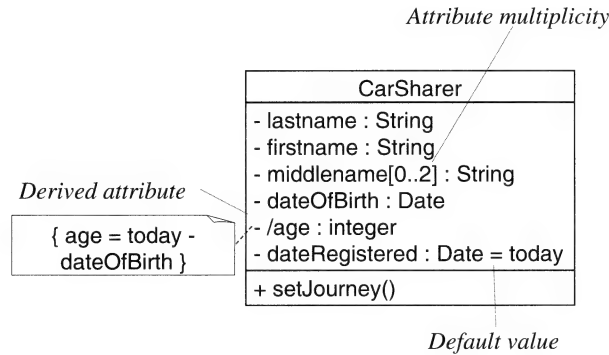 Attribute multiplicity
CarSharer
- lastname : String
- firstname : String
- middlename[0..2] : String
- dateOfBirth : Date
- /age : integer
- dateRegistered : Date = today
+ setJourney()
Derived attribute
{ age = today -
dateOfBirth }
Default value